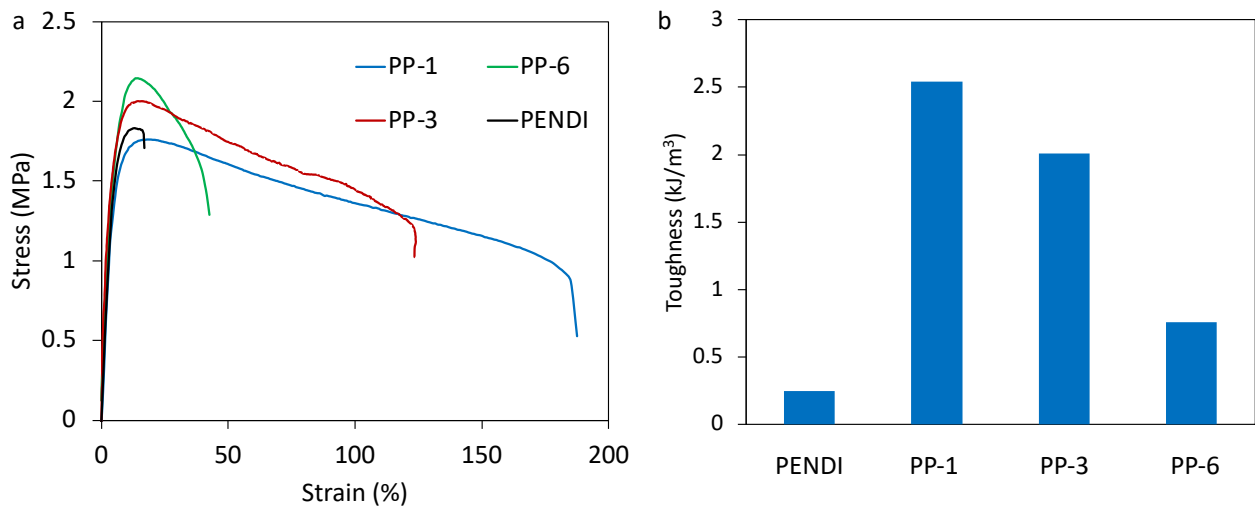 a
2.5
2
1.5
1
0.5
0
Stress (MPa)
0 50 100 150 200
Strain (%)
PP-1 PP-6
PP-3 PENDI
b
3
2.5
2
1.5
1
0.5
0
Toughness (kJ/m³)
PENDI PP-1 PP-3 PP-6